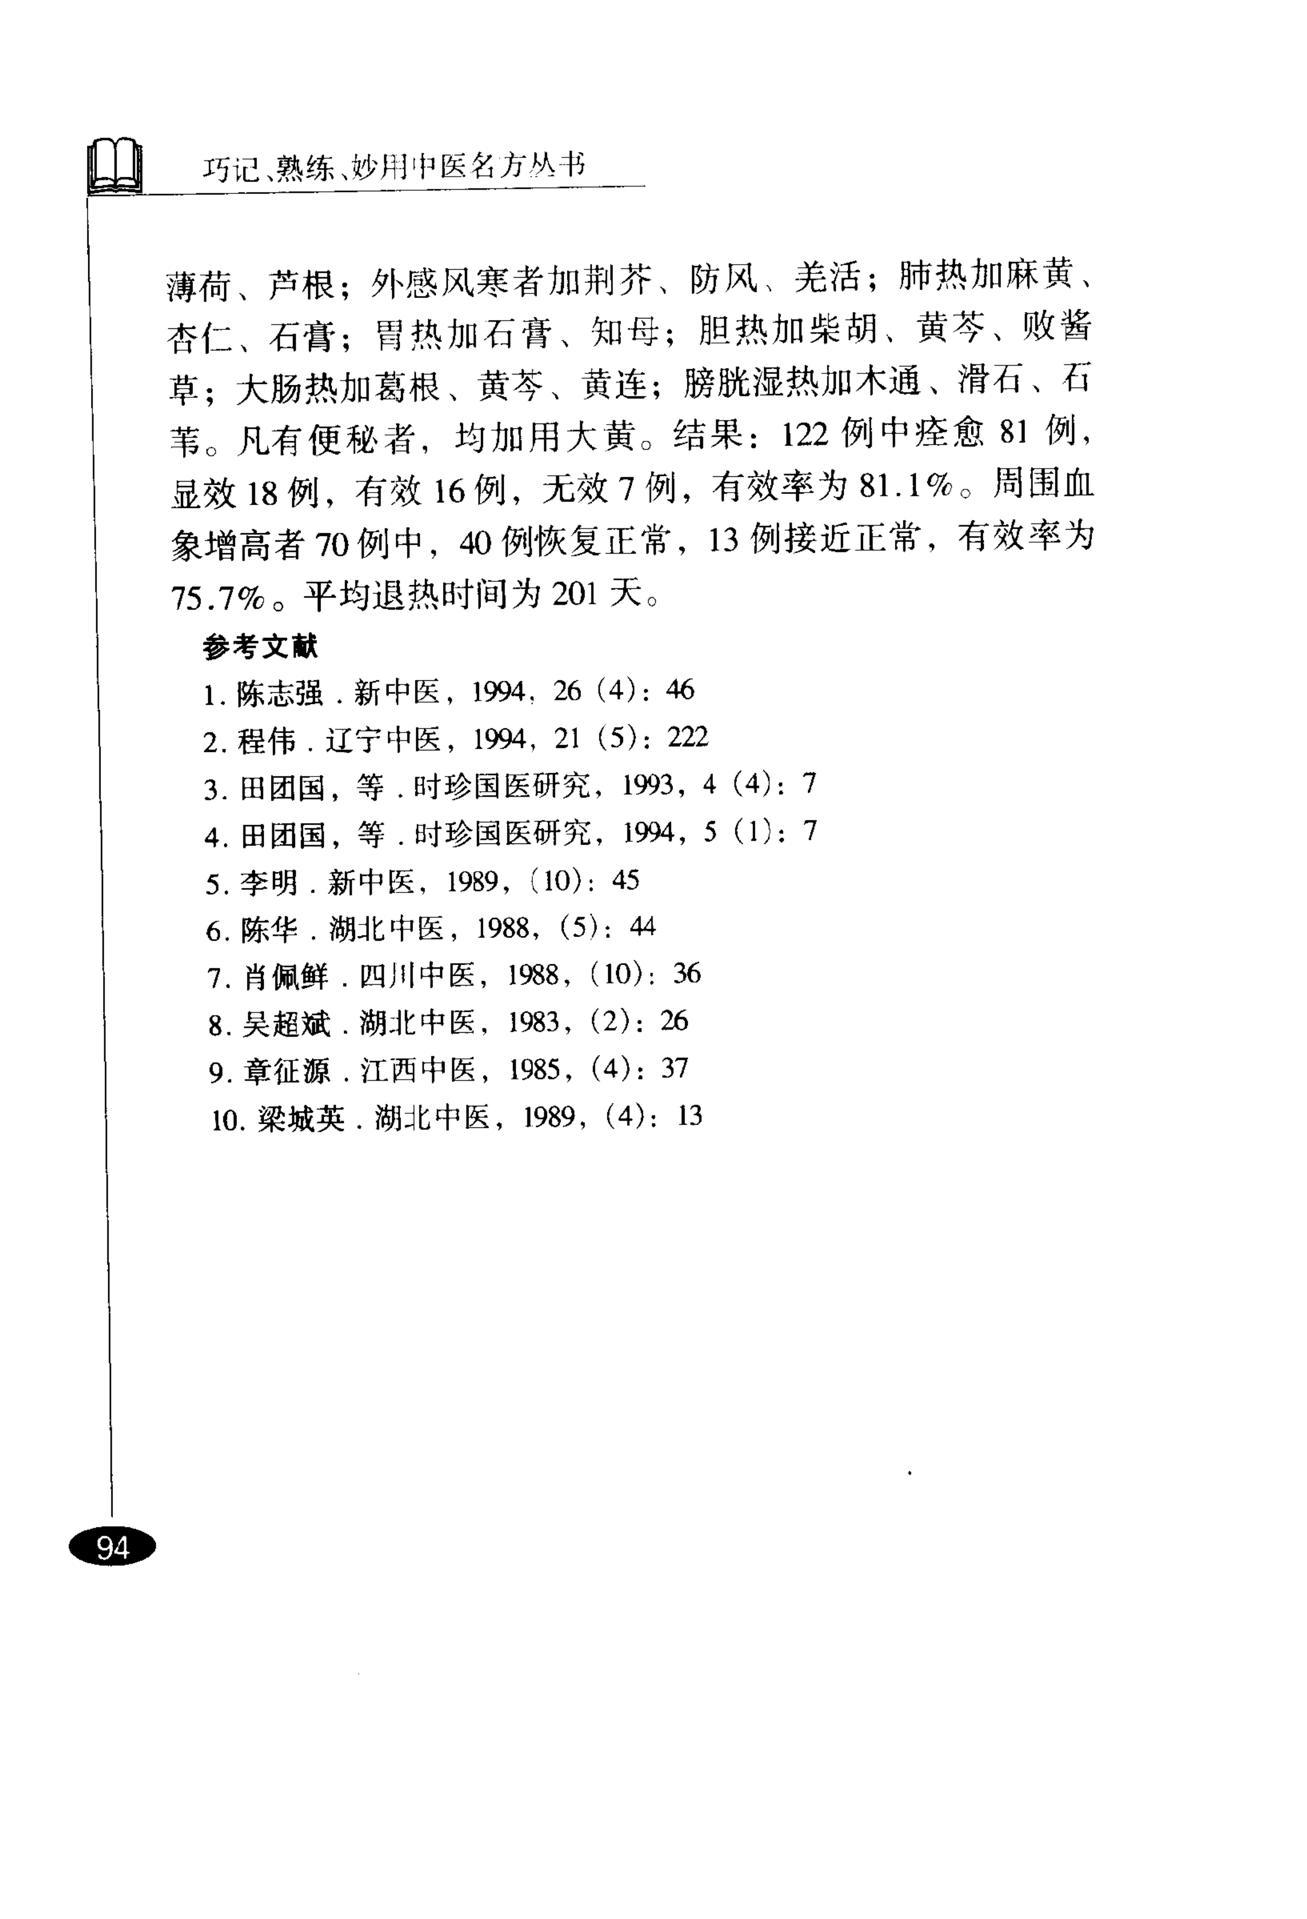 巧记、熟练、妙用中医名方丛书
薄荷、芦根；外感风寒者加荆芥、防风、羌活；肺热加麻黄、
杏仁、石膏；胃热加石膏、知母；胆热加柴胡、黄芩、败酱
草；大肠热加葛根、黄芩、黄连；膀胱湿热加木通、滑石、石
苇。凡有便秘者，均加用大黄。结果：122 例中痊愈 81 例，
显效 18 例，有效 16 例，无效 7 例，有效率为 81.1%。周围血
象增高者 70 例中，40 例恢复正常，13 例接近正常，有效率为
75.7%。平均退热时间为 201 天。
参考文献
1. 陈志强．新中医，1994，26（4）：46
2. 程伟．辽宁中医，1994，21（5）：222
3. 田团国，等．时珍国医研究，1993，4（4）：7
4. 田团国，等．时珍国医研究，1994，5（1）：7
5. 李明．新中医，1989，（10）：45
6. 陈华．湖北中医，1988，（5）：44
7. 肖佩鲜．四川中医，1988，（10）：36
8. 吴超斌．湖北中医，1983，（2）：26
9. 章征源．江西中医，1985，（4）：37
10. 梁城英．湖北中医，1989，（4）：13
94